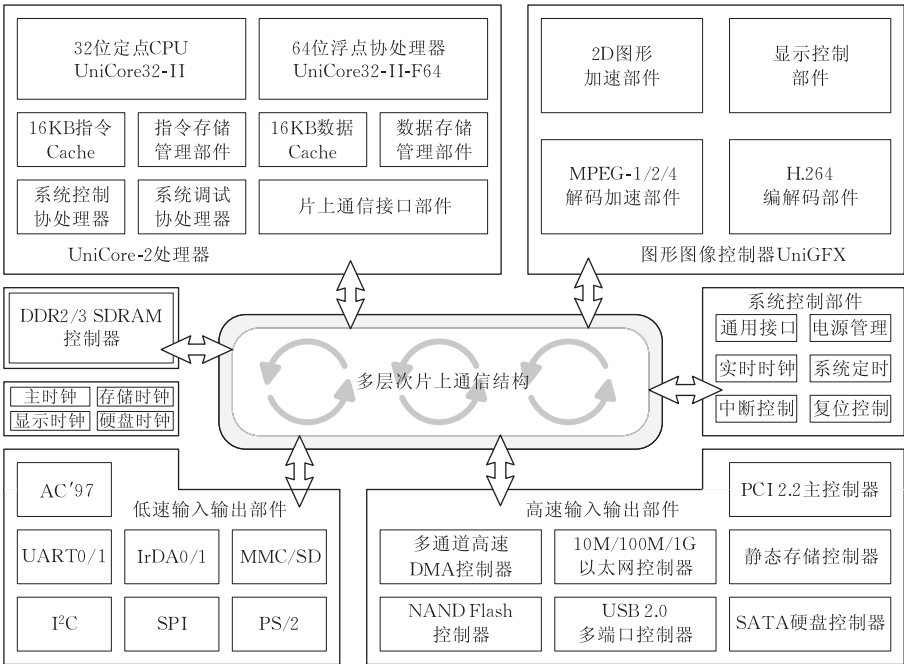 32位定点CPU
UniCore32-II
64位浮点协处理器
UniCore32-II-F64
16KB指令
Cache
指令存储
管理部件
16KB数据
Cache
数据存储
管理部件
系统控制
协处理器
系统调试
协处理器
片上通信接口部件
UniCore-2处理器
2D图形
加速部件
显示控制
部件
MPEG-1/2/4
解码加速部件
H.264
编解码部件
图形图像控制器UniGFX
DDR2/3 SDRAM
控制器
主时钟
存储时钟
显示时钟
硬盘时钟
多层次片上通信结构
系统控制部件
通用接口
电源管理
实时时钟
系统定时
中断控制
复位控制
AC'97
低速输入输出部件
UART0/1
IrDA0/1
MMC/SD
I²C
SPI
PS/2
高速输入输出部件
PCI 2.2主控制器
多通道高速
DMA控制器
10M/100M/1G
以太网控制器
静态存储控制器
NAND Flash
控制器
USB 2.0
多端口控制器
SATA硬盘控制器